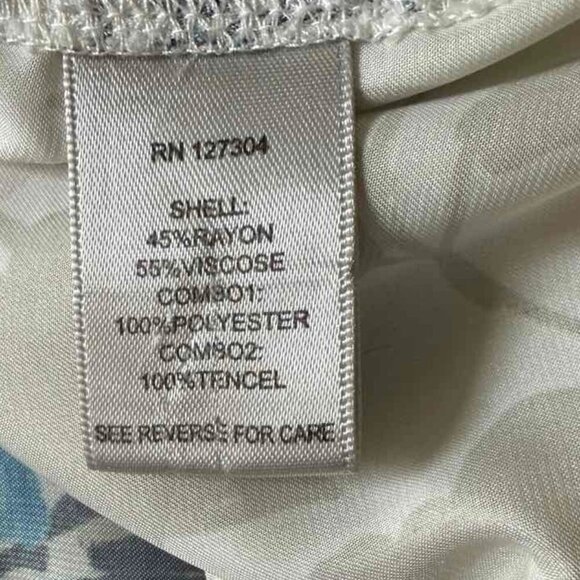 RN 127304
SHELL:
45%RAYON
55%VISCOSE
COMBO1:
100%POLYESTER
COMBO2:
100%TENCEL
SEE REVERSE FOR CARE